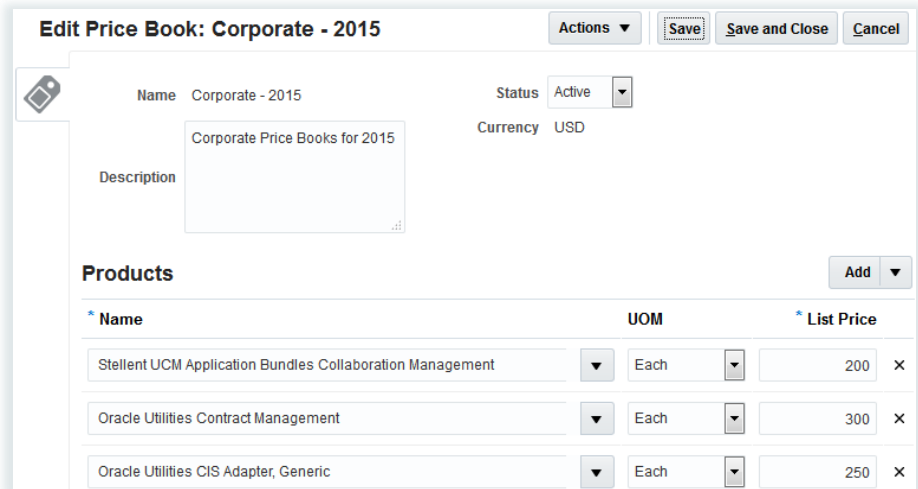 Edit Price Book: Corporate - 2015 Actions Save Save and Close Cancel
Name Corporate - 2015 Status Active
Currency USD
Description Corporate Price Books for 2015
Products Add
* Name UOM * List Price
Stellent UCM Application Bundles Collaboration Management Each 200
Oracle Utilities Contract Management Each 300
Oracle Utilities CIS Adapter, Generic Each 250